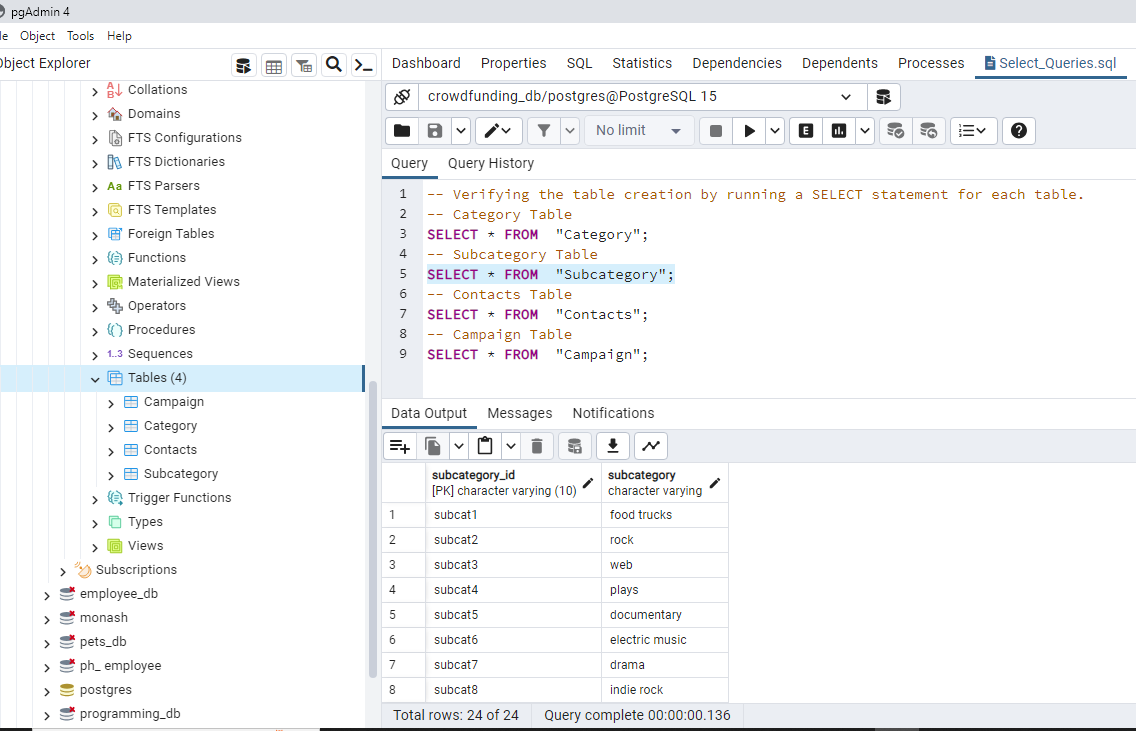 pgAdmin 4
le Object Tools Help
Object Explorer
Collations
Domains
FTS Configurations
FTS Dictionaries
Aa FTS Parsers
FTS Templates
Foreign Tables
Functions
Materialized Views
Operators
Procedures
1..3 Sequences
Tables (4)
Campaign
Category
Contacts
Subcategory
Trigger Functions
Types
Views
Subscriptions
employee_db
monash
pets_db
ph_ employee
postgres
programming_db
Dashboard Properties SQL Statistics Dependencies Dependents Processes Select_Queries.sql
crowdfunding_db/postgres@PostgreSQL 15
No limit E
Query Query History
1 -- Verifying the table creation by running a SELECT statement for each table.
2 -- Category Table
3 SELECT * FROM  "Category";
4 -- Subcategory Table
5 SELECT * FROM  "Subcategory";
6 -- Contacts Table
7 SELECT * FROM  "Contacts";
8 -- Campaign Table
9 SELECT * FROM  "Campaign";
Data Output Messages Notifications
subcategory_id subcategory
[PK] character varying (10) character varying
1 subcat1 food trucks
2 subcat2 rock
3 subcat3 web
4 subcat4 plays
5 subcat5 documentary
6 subcat6 electric music
7 subcat7 drama
8 subcat8 indie rock
Total rows: 24 of 24 Query complete 00:00:00.136